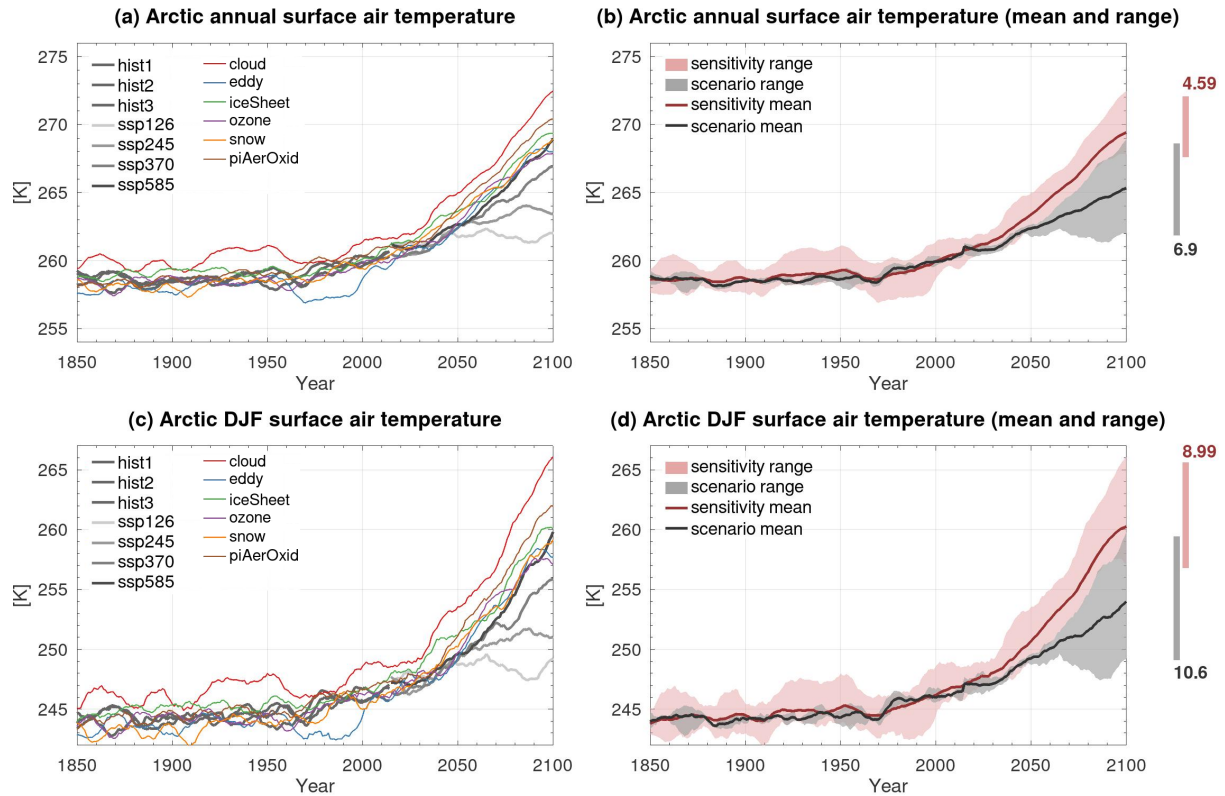 (a) Arctic annual surface air temperature
275
270
265
260
255
[K]
hist1
hist2
hist3
ssp126
ssp245
ssp370
ssp585
cloud
eddy
iceSheet
ozone
snow
piAerOxid
1850 1900 1950 2000 2050 2100
Year
(b) Arctic annual surface air temperature (mean and range)
275
270
265
260
255
[K]
sensitivity range
scenario range
sensitivity mean
scenario mean
1850 1900 1950 2000 2050 2100
Year
4.59
6.9
(c) Arctic DJF surface air temperature
265
260
255
250
245
[K]
hist1
hist2
hist3
ssp126
ssp245
ssp370
ssp585
cloud
eddy
iceSheet
ozone
snow
piAerOxid
1850 1900 1950 2000 2050 2100
Year
(d) Arctic DJF surface air temperature (mean and range)
265
260
255
250
245
[K]
sensitivity range
scenario range
sensitivity mean
scenario mean
1850 1900 1950 2000 2050 2100
Year
8.99
10.6